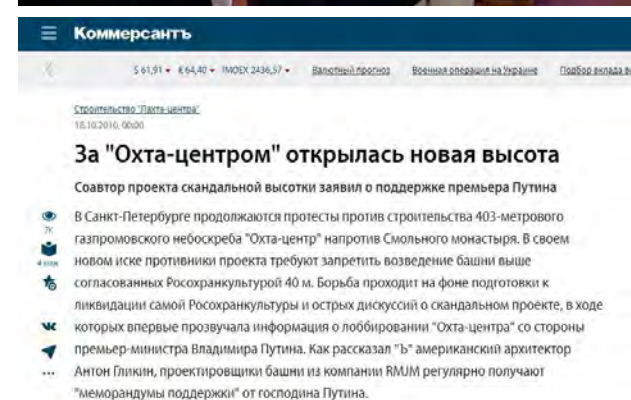 Коммерсантъ
$ 61,91 € 64,40 IMOEX 2436,57 Валютный прогноз Военная операция на Украине Подбор вклада
Строительство "Лахта-центра"
18.10.2010, 00:00
За "Охта-центром" открылась новая высота
Соавтор проекта скандальной высотки заявил о поддержке премьера Путина
В Санкт-Петербурге продолжаются протесты против строительства 403-метрового
7K
газпромовского небоскреба "Охта-центр" напротив Смольного монастыря. В своем
новом иске противники проекта требуют запретить возведение башни выше
согласованных Росохранкультурой 40 м. Борьба проходит на фоне подготовки к
ликвидации самой Росохранкультуры и острых дискуссий о скандальном проекте, в ходе
которых впервые прозвучала информация о лоббировании "Охта-центра" со стороны
премьер-министра Владимира Путина. Как рассказал "Ъ" американский архитектор
Антон Гликин, проектировщики башни из компании RMJM регулярно получают
"меморандумы поддержки" от господина Путина.